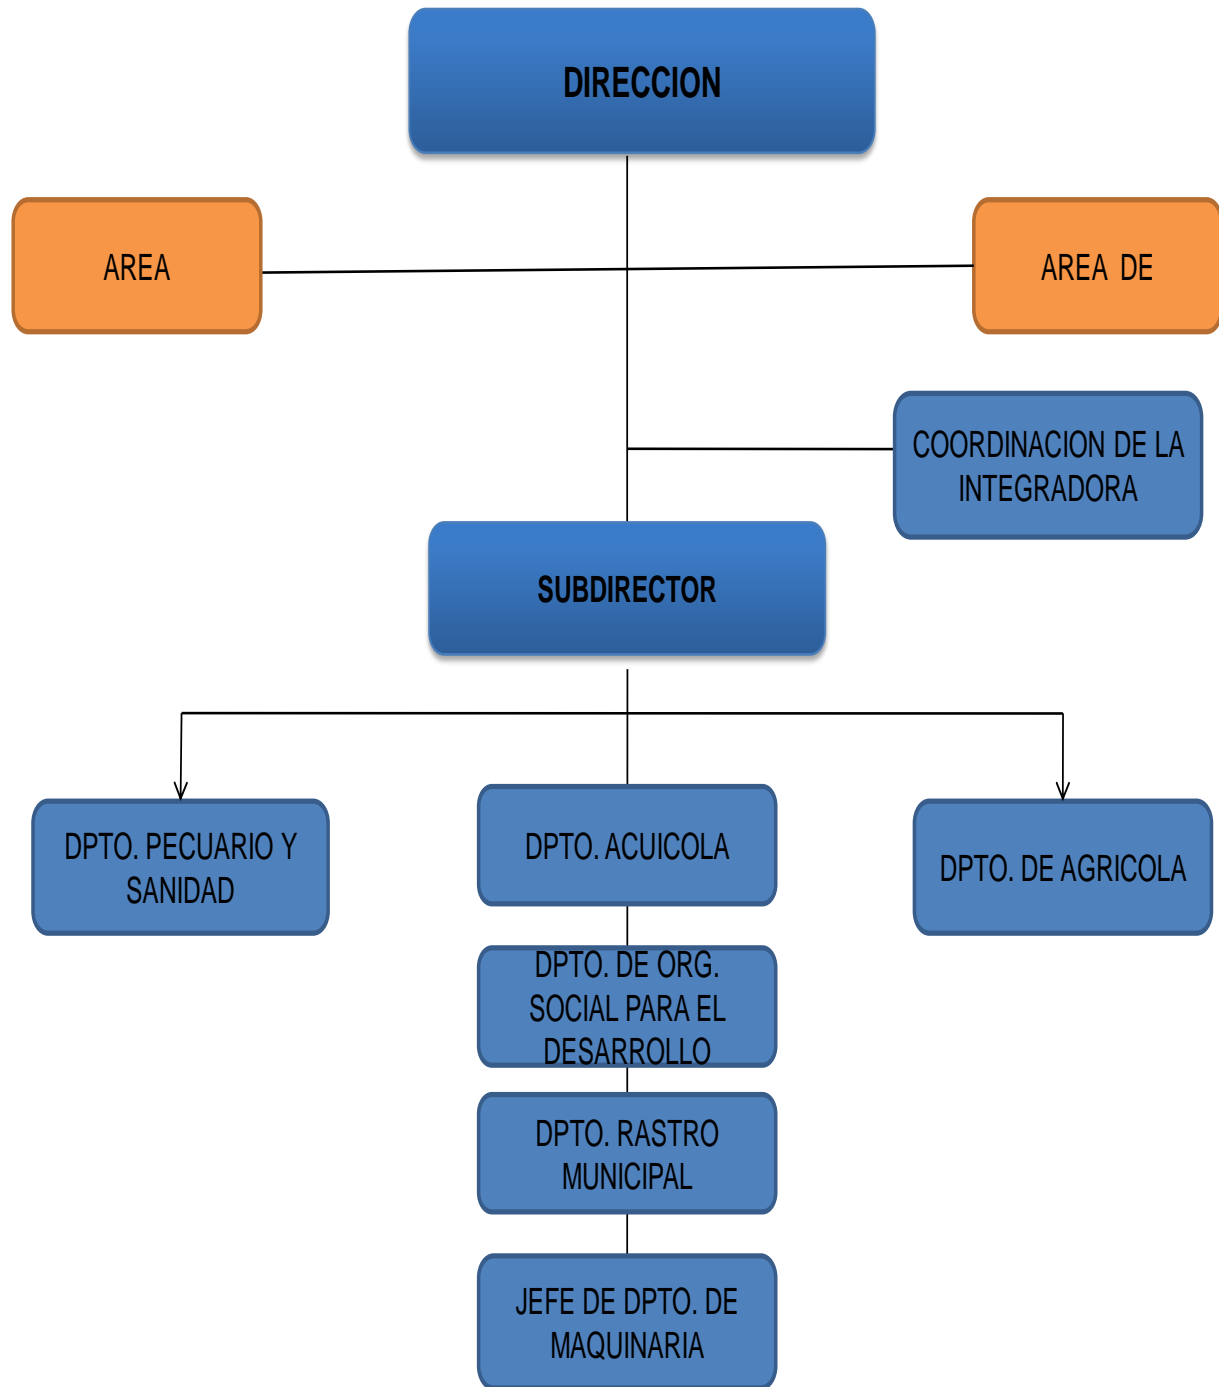 DIRECCION
AREA
AREA DE
COORDINACION DE LA
INTEGRADORA
SUBDIRECTOR
DPTO. PECUARIO Y
SANIDAD
DPTO. ACUICOLA
DPTO. DE AGRICOLA
DPTO. DE ORG.
SOCIAL PARA EL
DESARROLLO
DPTO. RASTRO
MUNICIPAL
JEFE DE DPTO. DE
MAQUINARIA